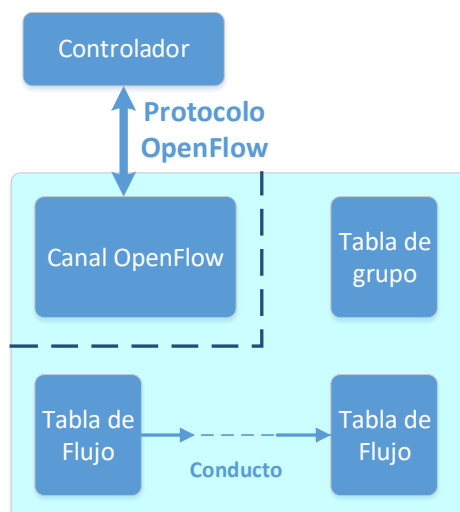 Controlador
Protocolo
OpenFlow
Canal OpenFlow
Tabla de
grupo
Tabla de
Flujo
Conducto
Tabla de
Flujo